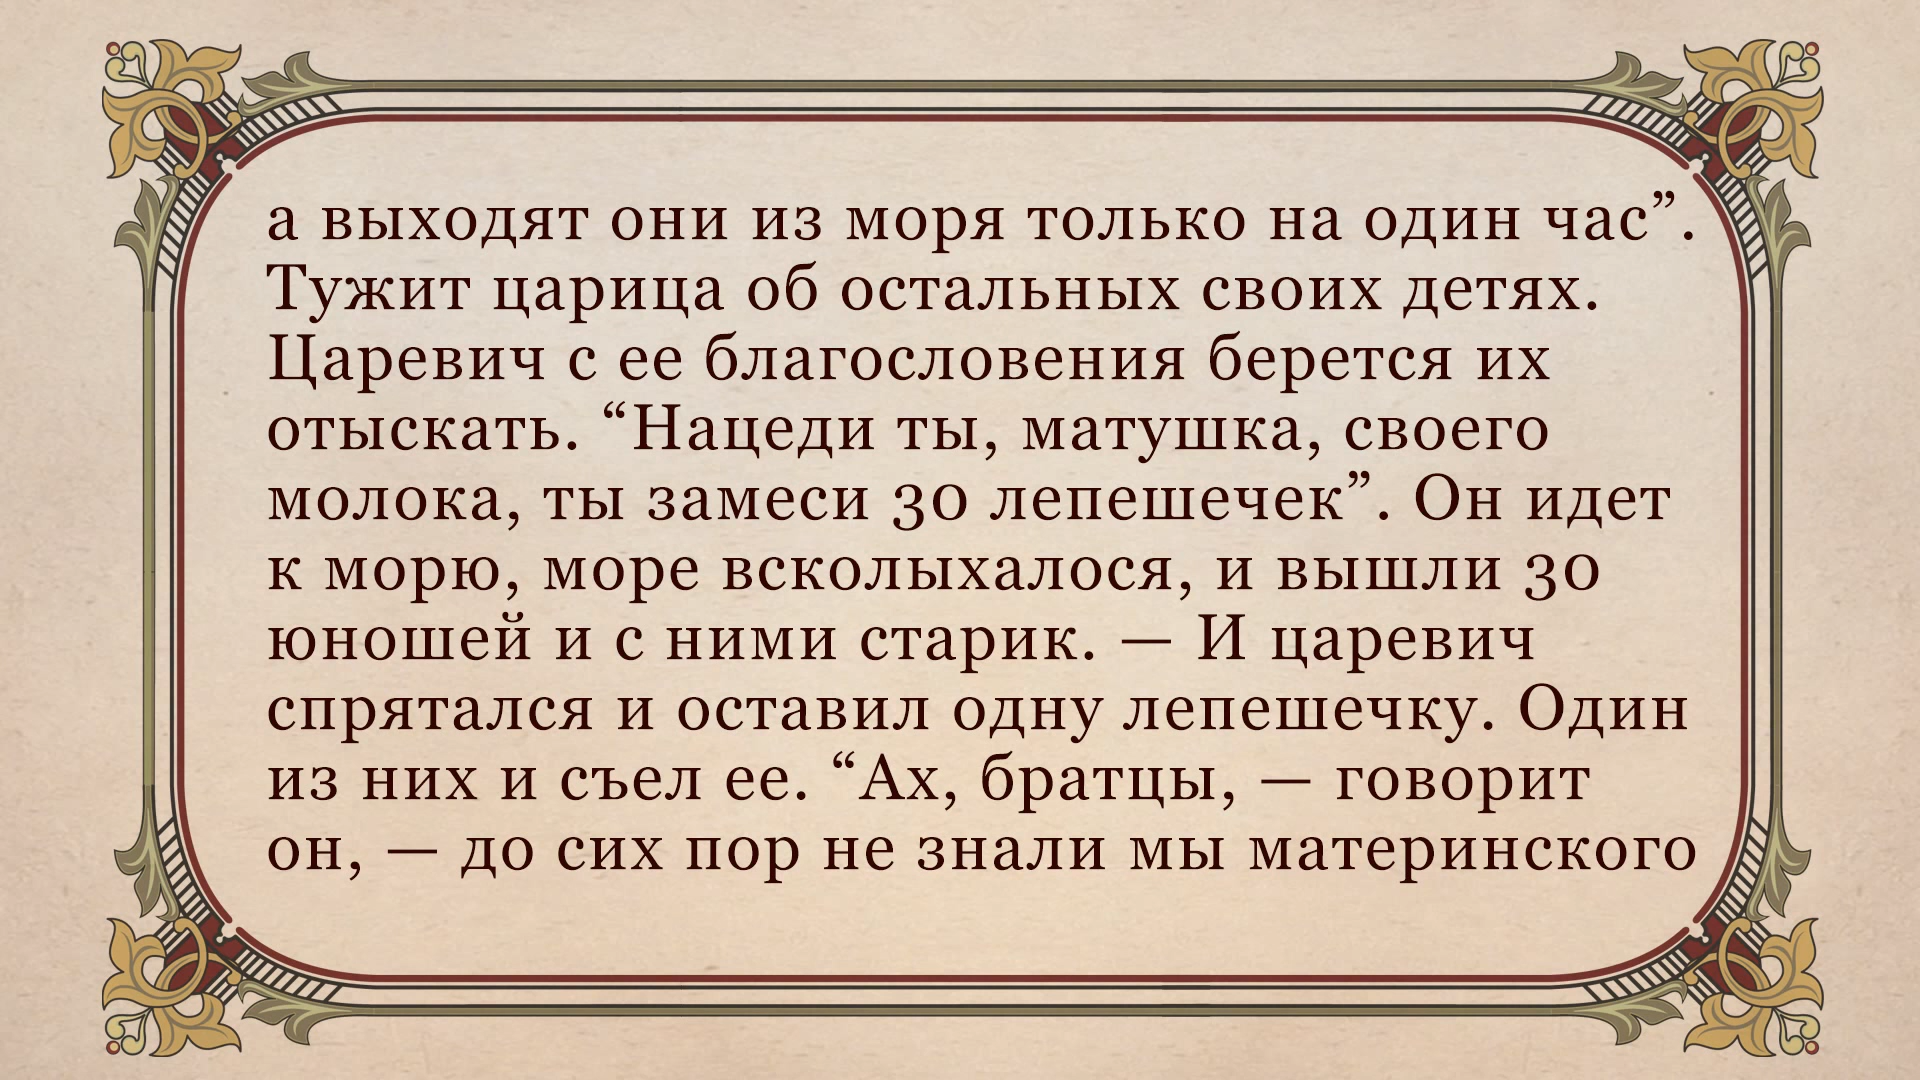 а выходят они из моря только на один час”.
Тужит царица об остальных своих детях.
Царевич с ее благословения берется их
отыскать. “Нацеди ты, матушка, своего
молока, ты замеси 30 лепешечек”. Он идет
к морю, море всколыхалося, и вышли 30
юношей и с ними старик. — И царевич
спрятался и оставил одну лепешечку. Один
из них и съел ее. “Ах, братцы, — говорит
он, — до сих пор не знали мы материнского